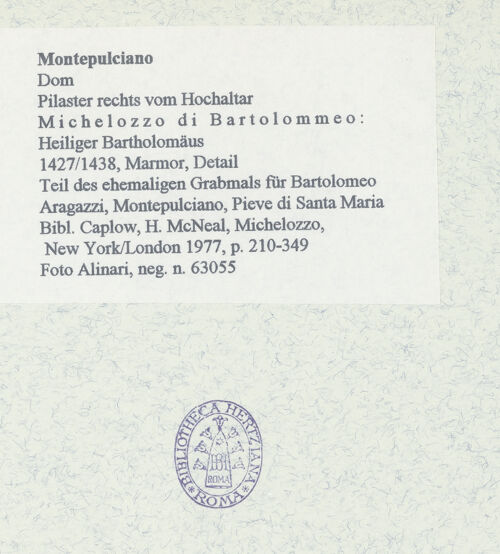 Montepulciano
Dom
Pilaster rechts vom Hochaltar
Michelozzo di Bartolommeo:
Heiliger Bartholomäus
1427/1438, Marmor, Detail
Teil des ehemaligen Grabmals für Bartolomeo
Aragazzi, Montepulciano, Pieve di Santa Maria
Bibl. Caplow, H. McNeal, Michelozzo,
New York/London 1977, p. 210-349
Foto Alinari, neg. n. 63055
BIBLIOTHECA HERTZIANA
ROMA
* ROMA *